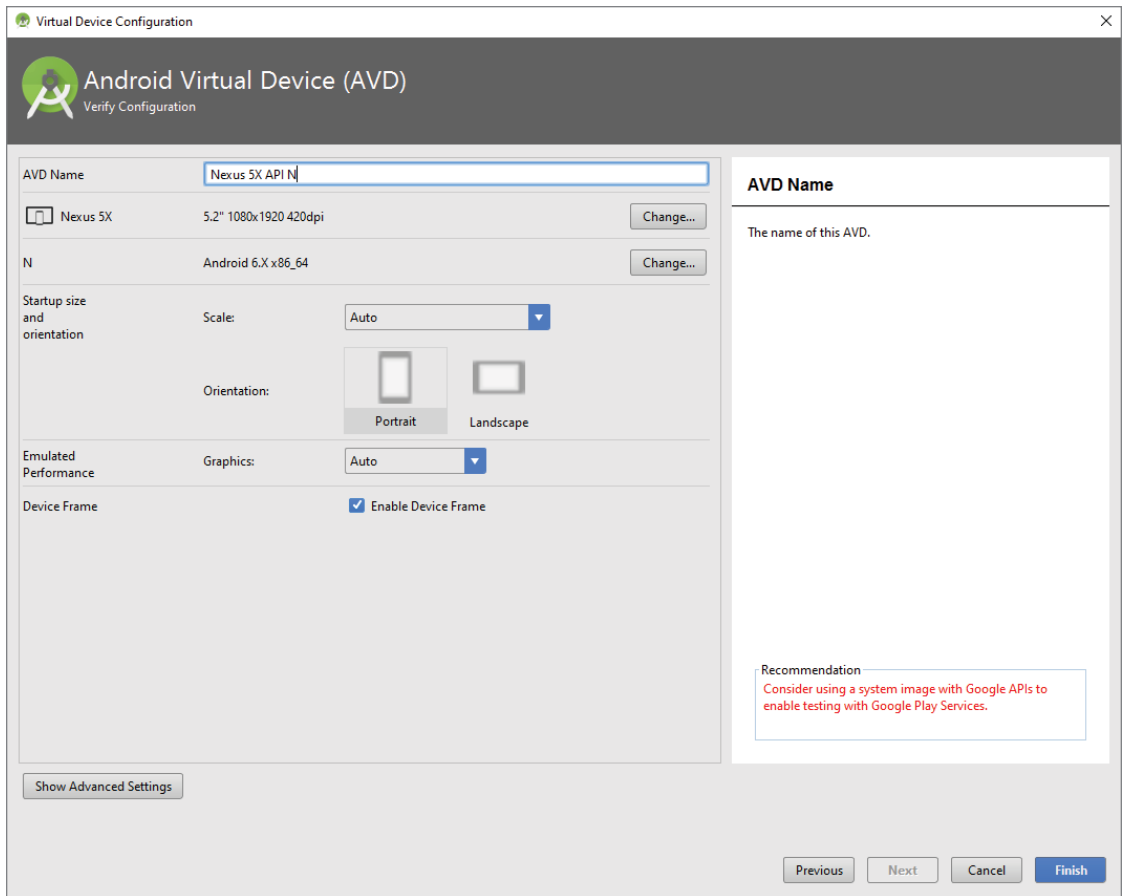 Virtual Device Configuration
Android Virtual Device (AVD)
Verify Configuration
AVD Name
Nexus 5X API N
Nexus 5X
5.2" 1080x1920 420dpi
Change...
N
Android 6.X x86_64
Change...
Startup size
and
orientation
Scale:
Auto
Orientation:
Portrait
Landscape
Emulated
Performance
Graphics:
Auto
Device Frame
Enable Device Frame
AVD Name
The name of this AVD.
Recommendation
Consider using a system image with Google APIs to
enable testing with Google Play Services.
Show Advanced Settings
Previous
Next
Cancel
Finish